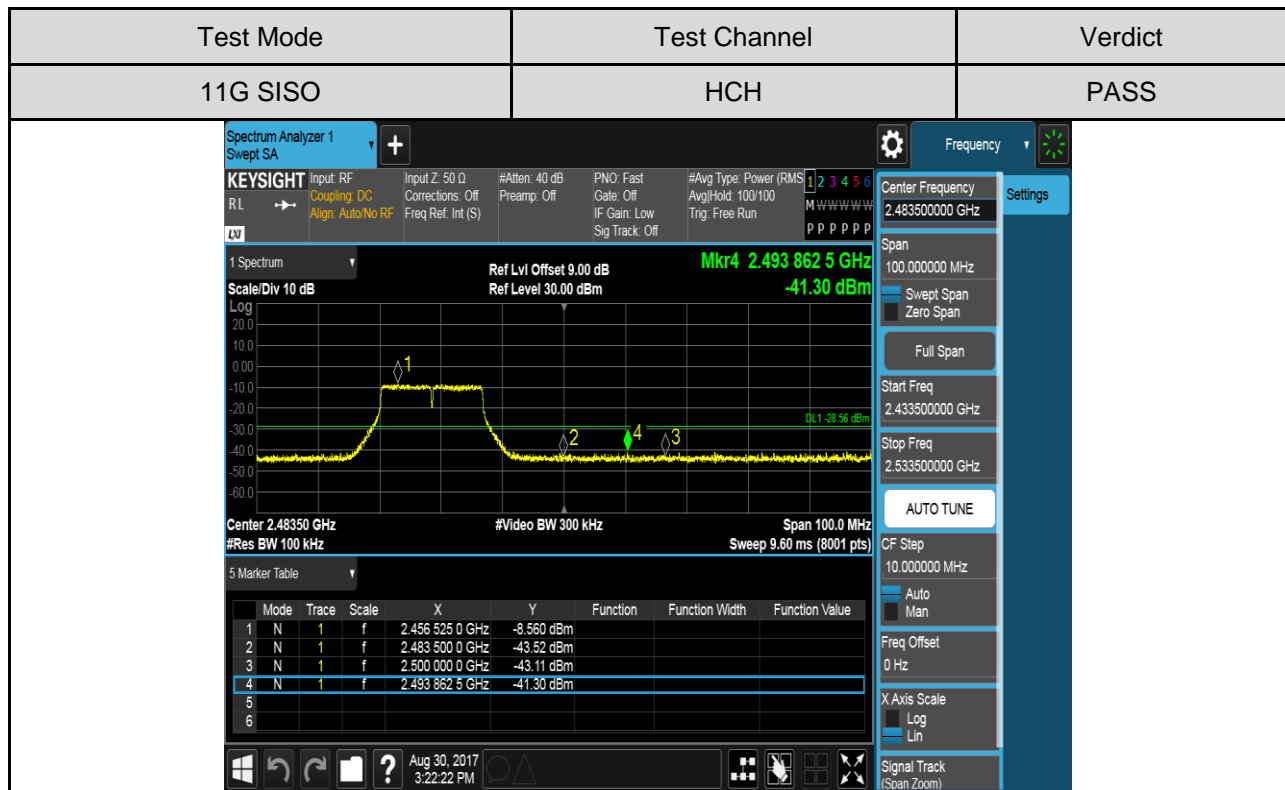 Test Mode Test Channel Verdict
11G SISO HCH PASS
Spectrum Analyzer 1
Swept SA
+
Frequency
KEYSIGHT Input: RF Input Z: 50 Ω #Atten: 40 dB PNO: Fast #Avg Type: Power (RMS 1 2 3 4 5 6
RL Coupling: DC Corrections: Off Preamp: Off Gate: Off Avg|Hold: 100/100 M W W W W W
Align: Auto/No RF Freq Ref: Int (S) IF Gain: Low Trig: Free Run
LXI Sig Track: Off P P P P P P
1 Spectrum
Ref Lvl Offset 9.00 dB Mkr4 2.493 862 5 GHz
Scale/Div 10 dB Ref Level 30.00 dBm -41.30 dBm
Log
20.0
10.0
0.00
-10.0
-20.0
-30.0
-40.0
-50.0
-60.0
1
2
4
3
DL1 -28.56 dBm
Center 2.48350 GHz #Video BW 300 kHz Span 100.0 MHz
#Res BW 100 kHz Sweep 9.60 ms (8001 pts)
5 Marker Table
Mode Trace Scale X Y Function Function Width Function Value
1 N 1 f 2.456 525 0 GHz -8.560 dBm
2 N 1 f 2.483 500 0 GHz -43.52 dBm
3 N 1 f 2.500 000 0 GHz -43.11 dBm
4 N 1 f 2.493 862 5 GHz -41.30 dBm
5
6
?
Aug 30, 2017
3:22:22 PM
Center Frequency
2.483500000 GHz
Settings
Span
100.000000 MHz
Swept Span
Zero Span
Full Span
Start Freq
2.433500000 GHz
Stop Freq
2.533500000 GHz
AUTO TUNE
CF Step
10.000000 MHz
Auto
Man
Freq Offset
0 Hz
X Axis Scale
Log
Lin
Signal Track
(Span Zoom)